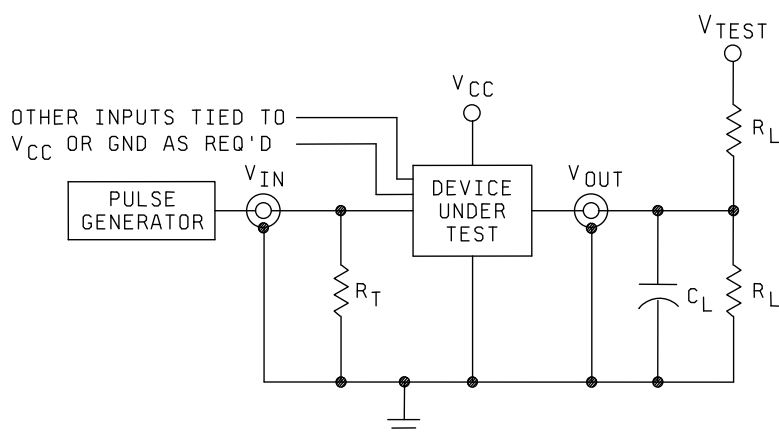 VTEST
VCC
RL
OTHER INPUTS TIED TO
VCC OR GND AS REQ'D
VIN
VOUT
PULSE
GENERATOR
DEVICE
UNDER
TEST
RT
CL
RL